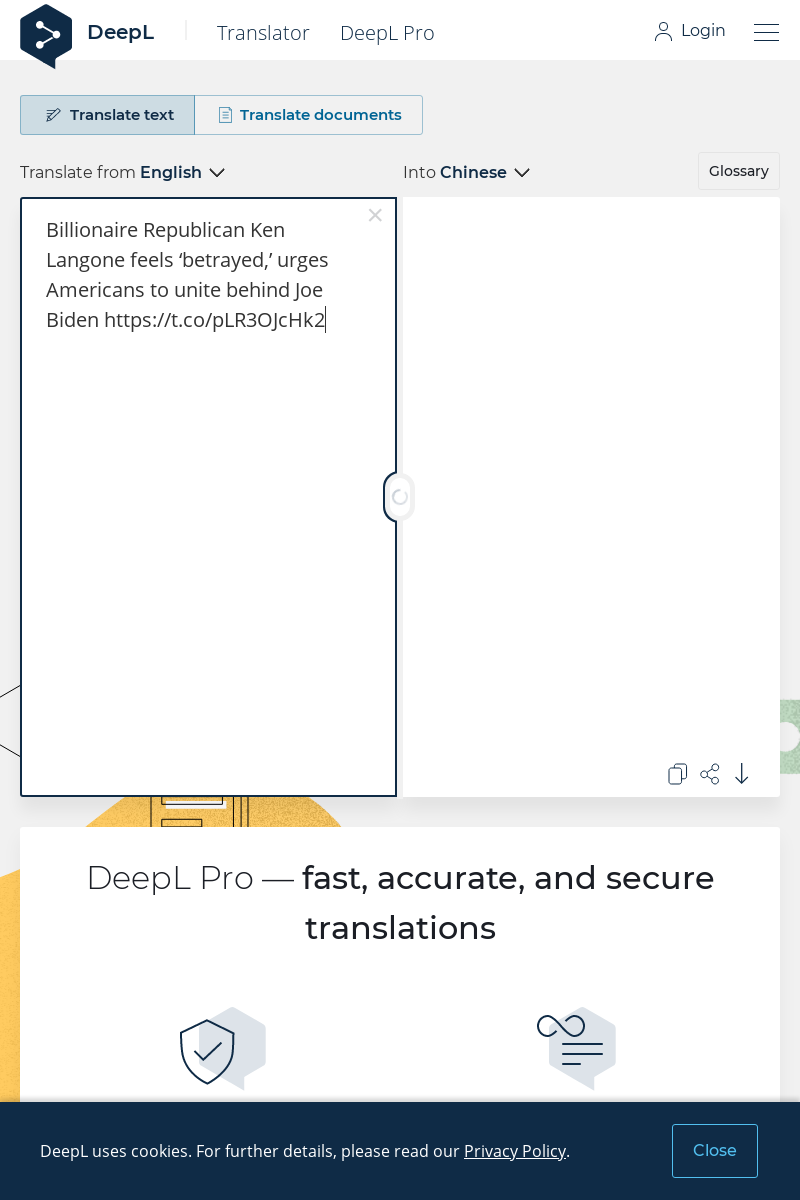 DeepL
Translator
DeepL Pro
Login
Translate text
Translate documents
Translate from English
Into Chinese
Glossary
Billionaire Republican Ken
Langone feels ‘betrayed,’ urges
Americans to unite behind Joe
Biden https://t.co/pLR3OJcHk2
DeepL Pro — fast, accurate, and secure
translations
DeepL uses cookies. For further details, please read our Privacy Policy.
Close